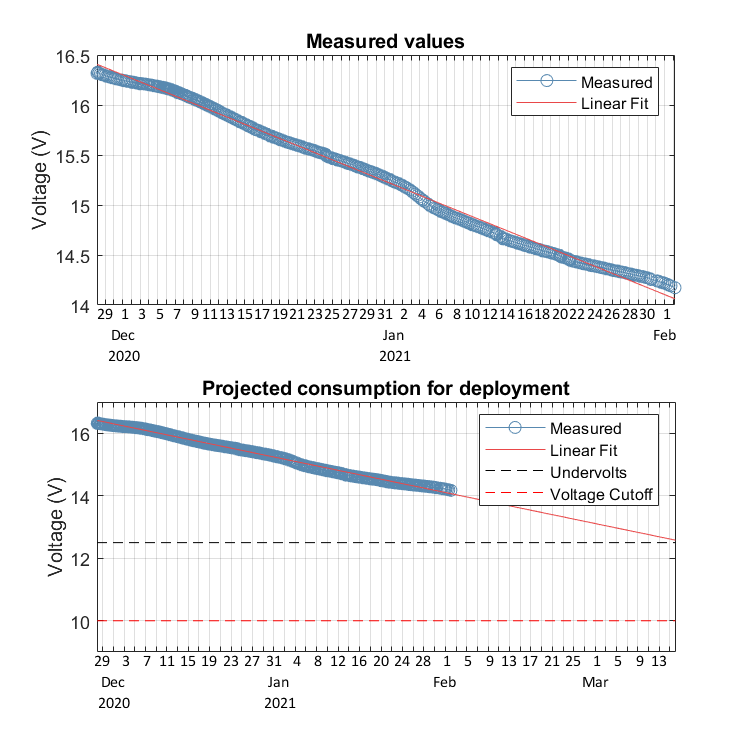 Measured values
Voltage (V)
16.5
16
15.5
15
14.5
14
Measured
Linear Fit
29 1 3 5 7 9 11 13 15 17 19 21 23 25 27 29 31 2 4 6 8 10 12 14 16 18 20 22 24 26 28 30 1
Dec Jan Feb
2020 2021
Projected consumption for deployment
Voltage (V)
16
14
12
10
Measured
Linear Fit
Undervolts
Voltage Cutoff
29 3 7 11 15 19 23 27 31 4 8 12 16 20 24 28 1 5 9 13 17 21 25 1 5 9 13
Dec Jan Feb Mar
2020 2021